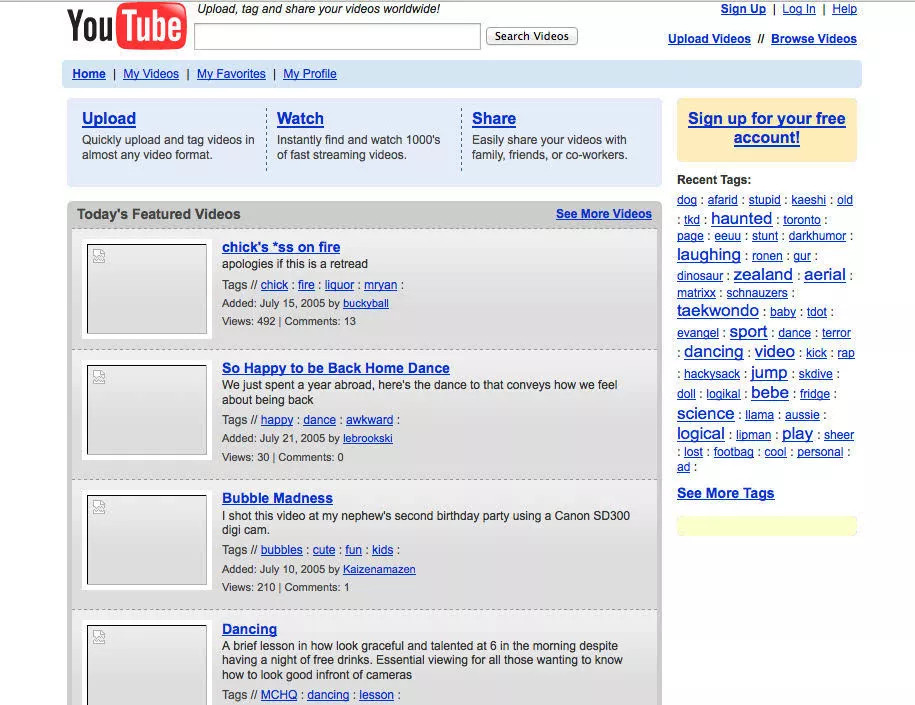 YouTube
Upload, tag and share your videos worldwide!
Search Videos
Sign Up | Log In | Help
Upload Videos // Browse Videos
Home | My Videos | My Favorites | My Profile
Upload
Quickly upload and tag videos in
almost any video format.
Watch
Instantly find and watch 1000's
of fast streaming videos.
Share
Easily share your videos with
family, friends, or co-workers.
Today's Featured Videos
See More Videos
chick's *ss on fire
apologies if this is a retread
Tags // chick : fire : liquor : mryan :
Added: July 15, 2005 by buckyball
Views: 492 | Comments: 13
So Happy to be Back Home Dance
We just spent a year abroad, here's the dance to that conveys how we feel
about being back
Tags // happy : dance : awkward :
Added: July 21, 2005 by lebrookski
Views: 30 | Comments: 0
Bubble Madness
I shot this video at my nephew's second birthday party using a Canon SD300
digi cam.
Tags // bubbles : cute : fun : kids :
Added: July 10, 2005 by Kaizenamazen
Views: 210 | Comments: 1
Dancing
A brief lesson in how look graceful and talented at 6 in the morning despite
having a night of free drinks. Essential viewing for all those wanting to know
how to look good infront of cameras
Tags // MCHQ : dancing : lesson :
Sign up for your free
account!
Recent Tags:
dog : afarid : stupid : kaeshi : old
: tkd : haunted : toronto :
page : eeuu : stunt : darkhumor :
laughing : ronen : gur :
dinosaur : zealand : aerial :
matrixx : schnauzers :
taekwondo : baby : tdot :
evangel : sport : dance : terror
: dancing : video : kick : rap
: hackysack : jump : skdive :
doll : logikal : bebe : fridge :
science : llama : aussie :
logical : lipman : play : sheer
: lost : footbag : cool : personal :
ad :
See More Tags